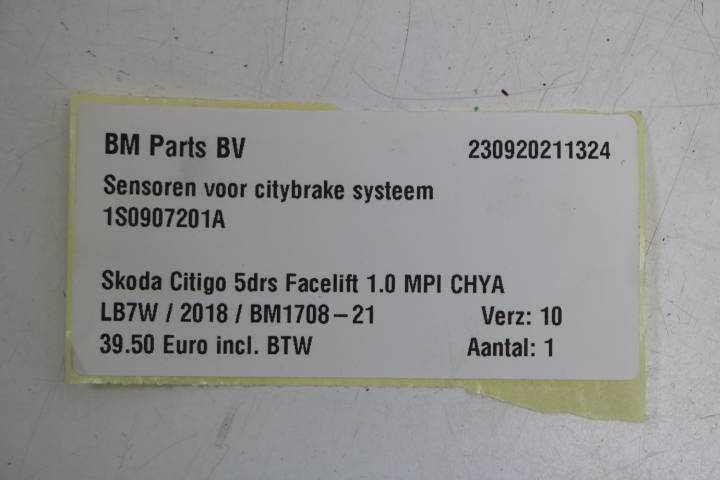 BM Parts BV 230920211324
Sensoren voor citybrake systeem
1S0907201A
Skoda Citigo 5drs Facelift 1.0 MPI CHYA
LB7W / 2018 / BM1708-21 Verz: 10
39.50 Euro incl. BTW Aantal: 1